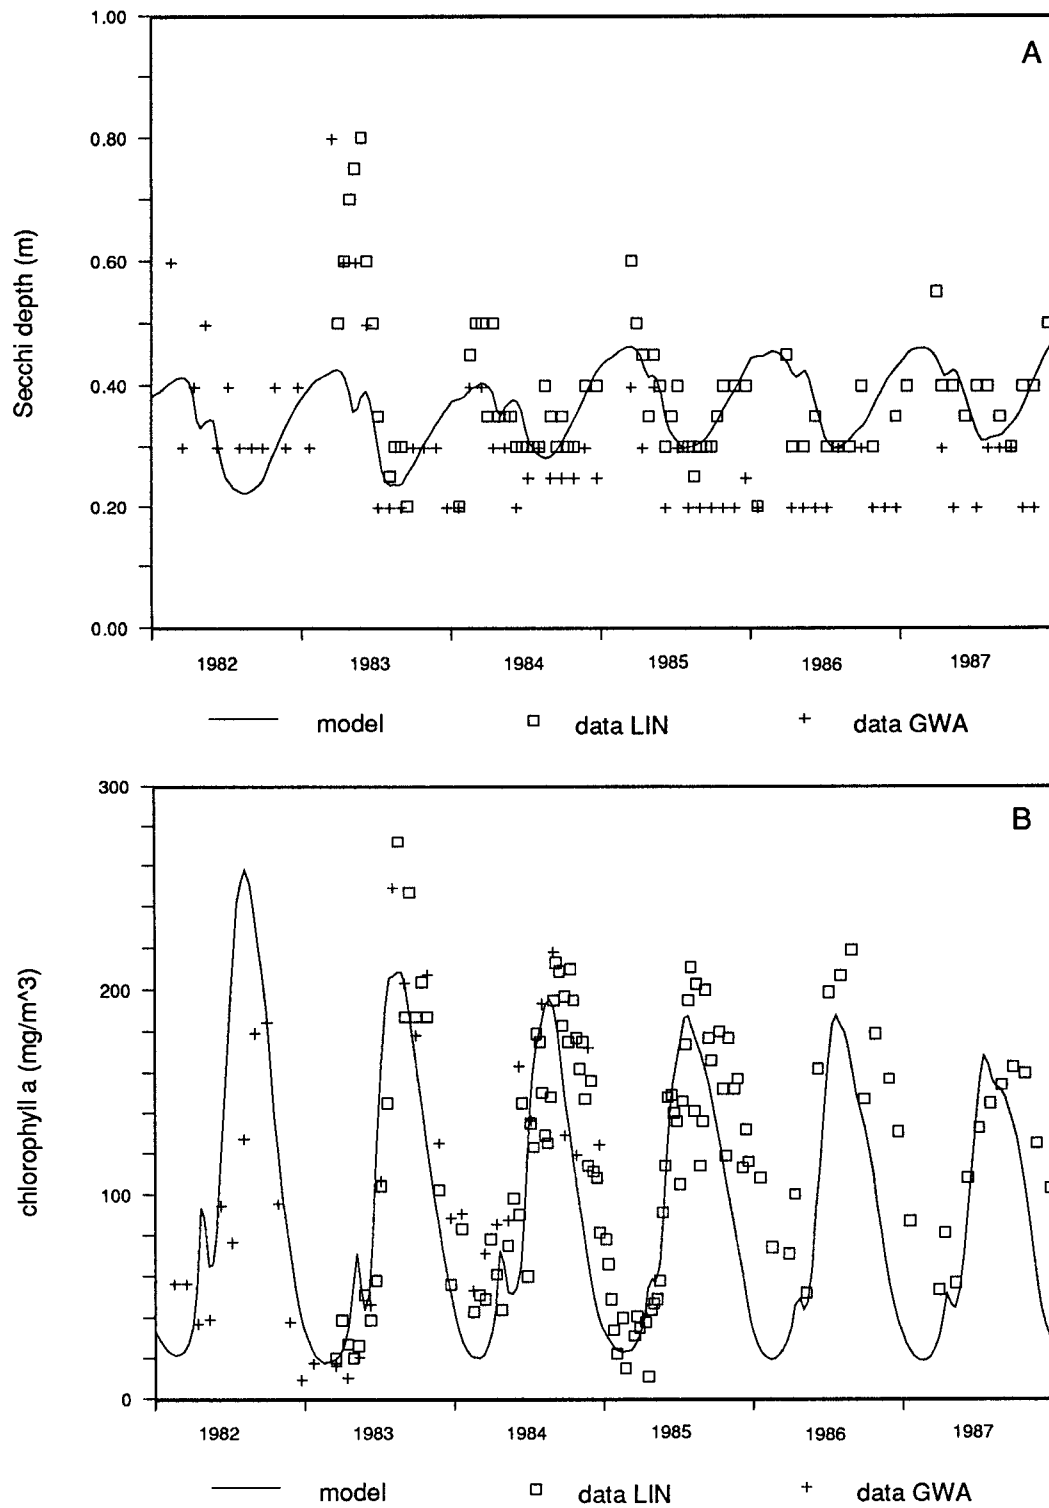 1.00
A
0.80
0.60
0.40
0.20
0.00
Secchi depth (m)
1982 1983 1984 1985 1986 1987
model data LIN data GWA
300
B
200
100
0
chlorophyll a (mg/m^3)
1982 1983 1984 1985 1986 1987
model data LIN data GWA